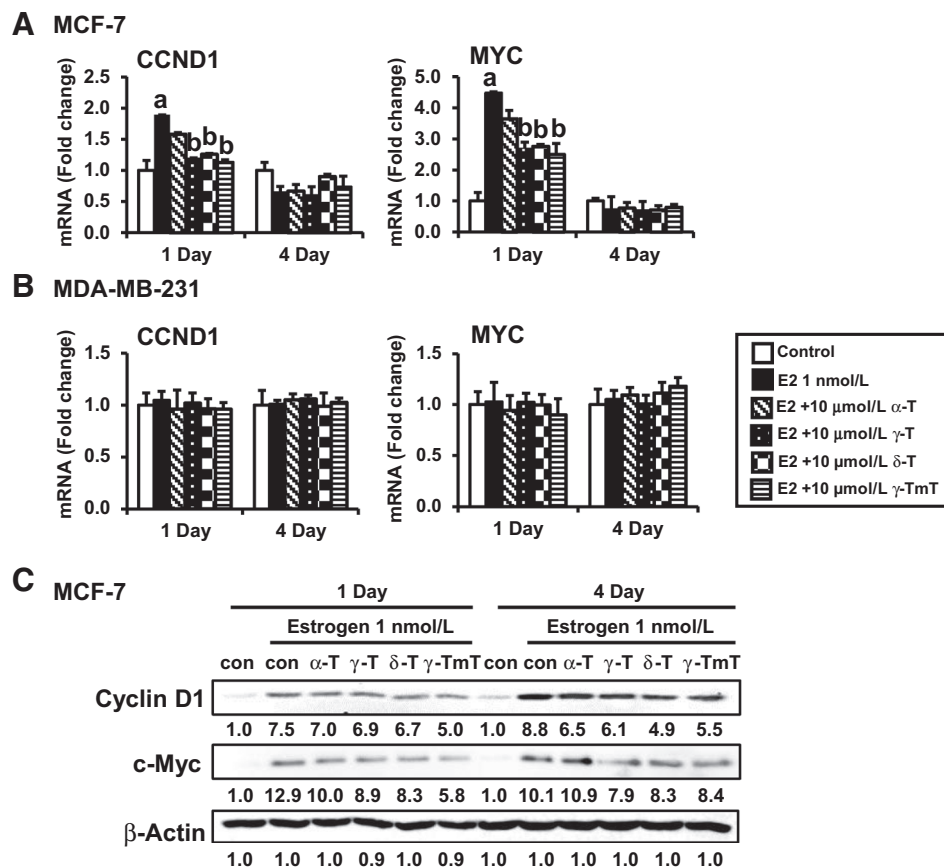 A MCF-7
CCND1
mRNA (Fold change)
2.5
2.0
1.5
1.0
0.5
0.0
a
b b b
1 Day 4 Day
MYC
mRNA (Fold change)
5.0
4.0
3.0
2.0
1.0
0.0
a
b b b
1 Day 4 Day
B MDA-MB-231
CCND1
mRNA (Fold change)
1.5
1.0
0.5
0.0
1 Day 4 Day
MYC
mRNA (Fold change)
1.5
1.0
0.5
0.0
1 Day 4 Day
Control
E2 1 nmol/L
E2 +10 μmol/L α-T
E2 +10 μmol/L γ-T
E2 +10 μmol/L δ-T
E2 +10 μmol/L γ-TmT
C MCF-7
1 Day 4 Day
Estrogen 1 nmol/L Estrogen 1 nmol/L
con con α-T γ-T δ-T γ-TmT con con α-T γ-T δ-T γ-TmT
Cyclin D1
1.0 7.5 7.0 6.9 6.7 5.0 1.0 8.8 6.5 6.1 4.9 5.5
c-Myc
1.0 12.9 10.0 8.9 8.3 5.8 1.0 10.1 10.9 7.9 8.3 8.4
β-Actin
1.0 1.0 1.0 0.9 1.0 0.9 1.0 1.0 1.0 1.0 1.0 1.0